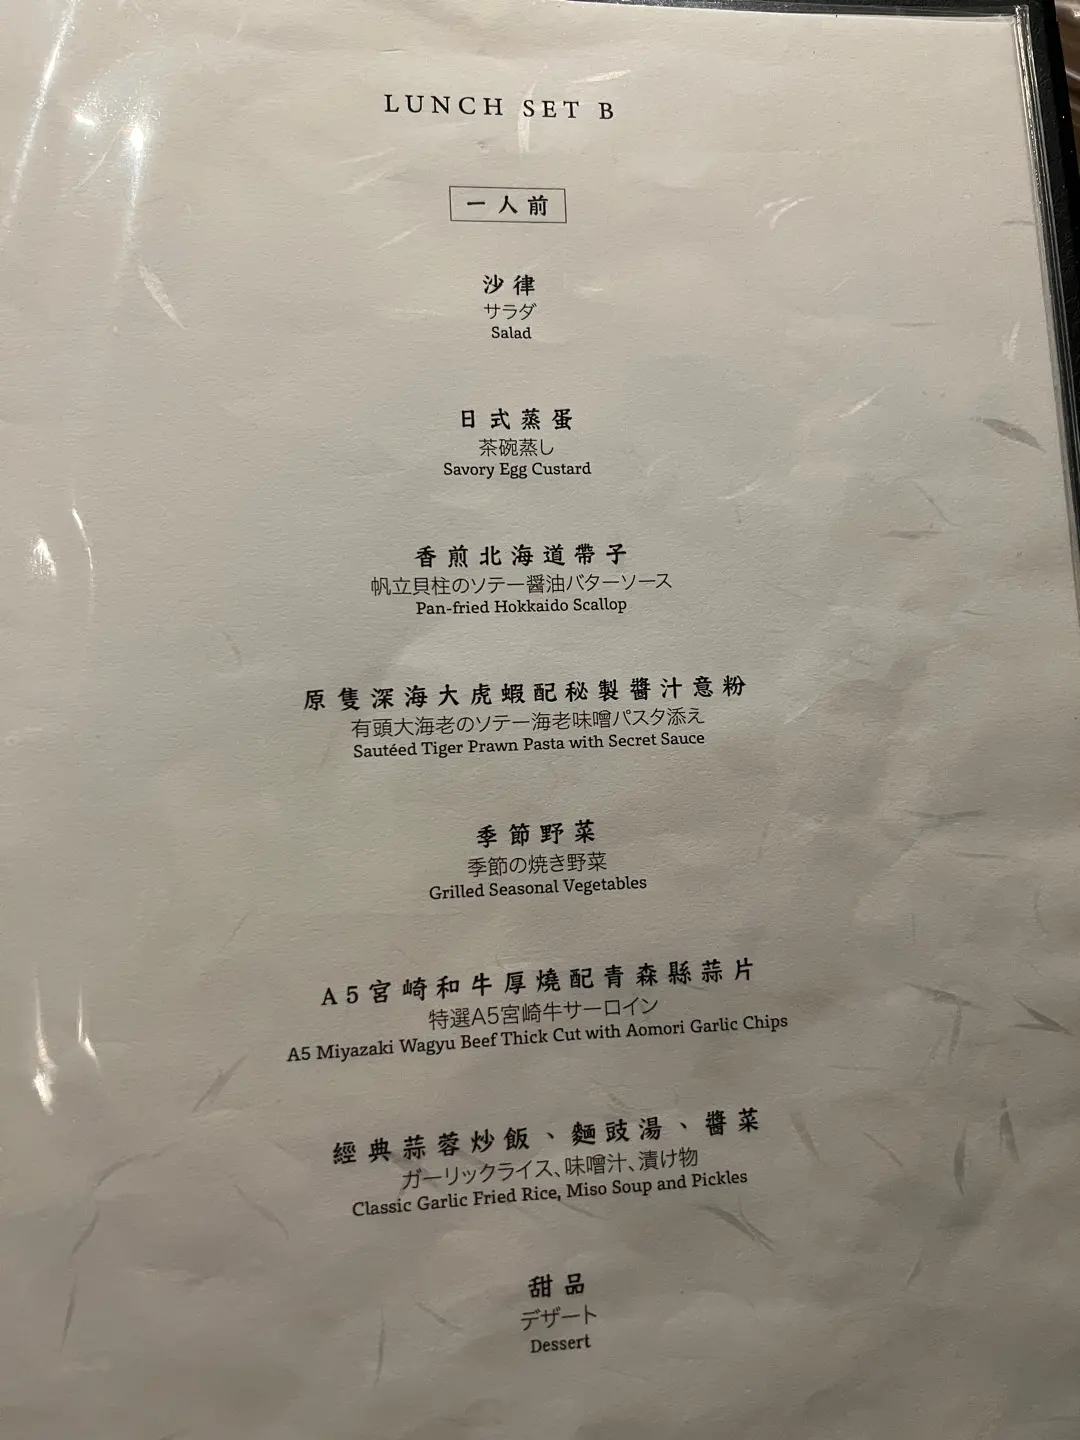 LUNCH SET B
一人前
沙律
サラダ
Salad
日式蒸蛋
茶碗蒸し
Savory Egg Custard
香煎北海道帶子
帆立貝柱のソテー醤油バターソース
Pan-fried Hokkaido Scallop
原隻深海大虎蝦配秘製醬汁意粉
有頭大海老のソテー海老味噌パスタ添え
Sautéed Tiger Prawn Pasta with Secret Sauce
季節野菜
季節の焼き野菜
Grilled Seasonal Vegetables
A5宮崎和牛厚燒配青森縣蒜片
特選A5宮崎牛サーロイン
A5 Miyazaki Wagyu Beef Thick Cut with Aomori Garlic Chips
經典蒜蓉炒飯、麵豉湯、醬菜
ガーリックライス、味噌汁、漬け物
Classic Garlic Fried Rice, Miso Soup and Pickles
甜品
デザート
Dessert